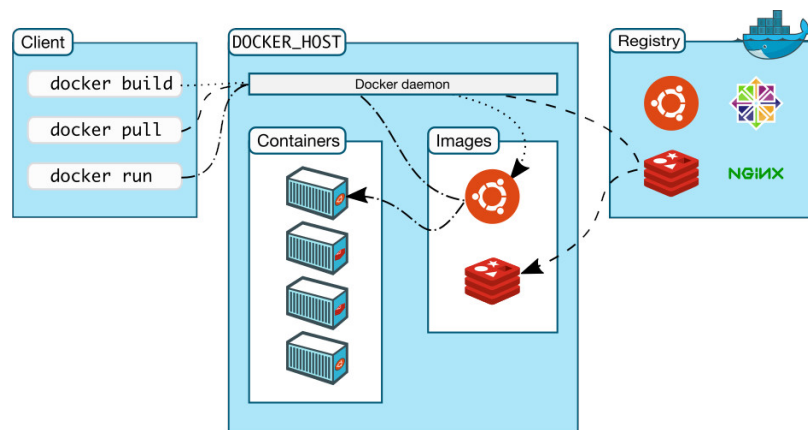 Client
docker build
docker pull
docker run
DOCKER_HOST
Docker daemon
Containers
Images
Registry
NGINX